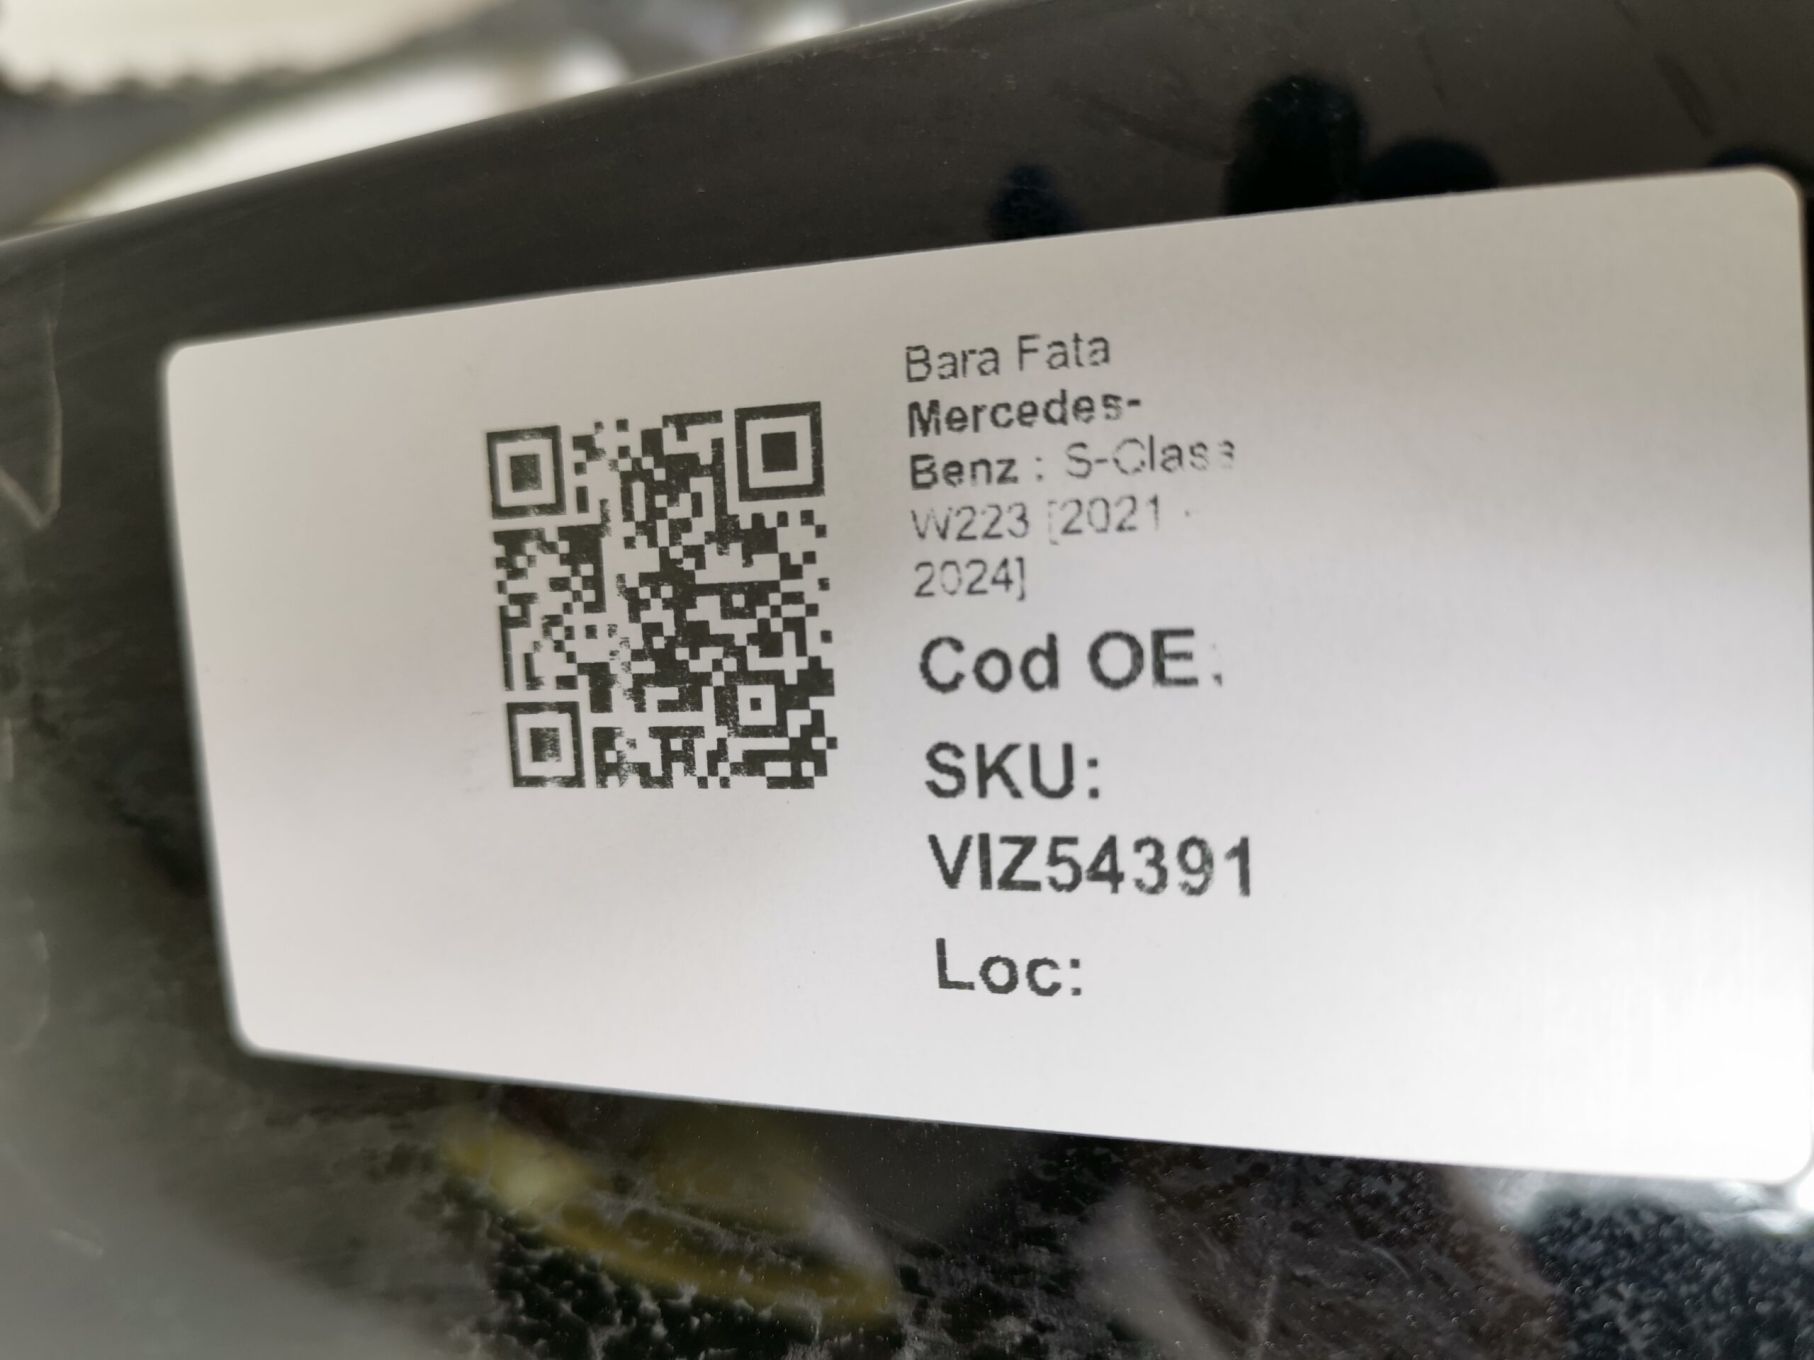 Bara Fata
Mercedes-
Benz : S-Class
W223 [2021 -
2024]
Cod OE:
SKU:
VIZ54391
Loc: